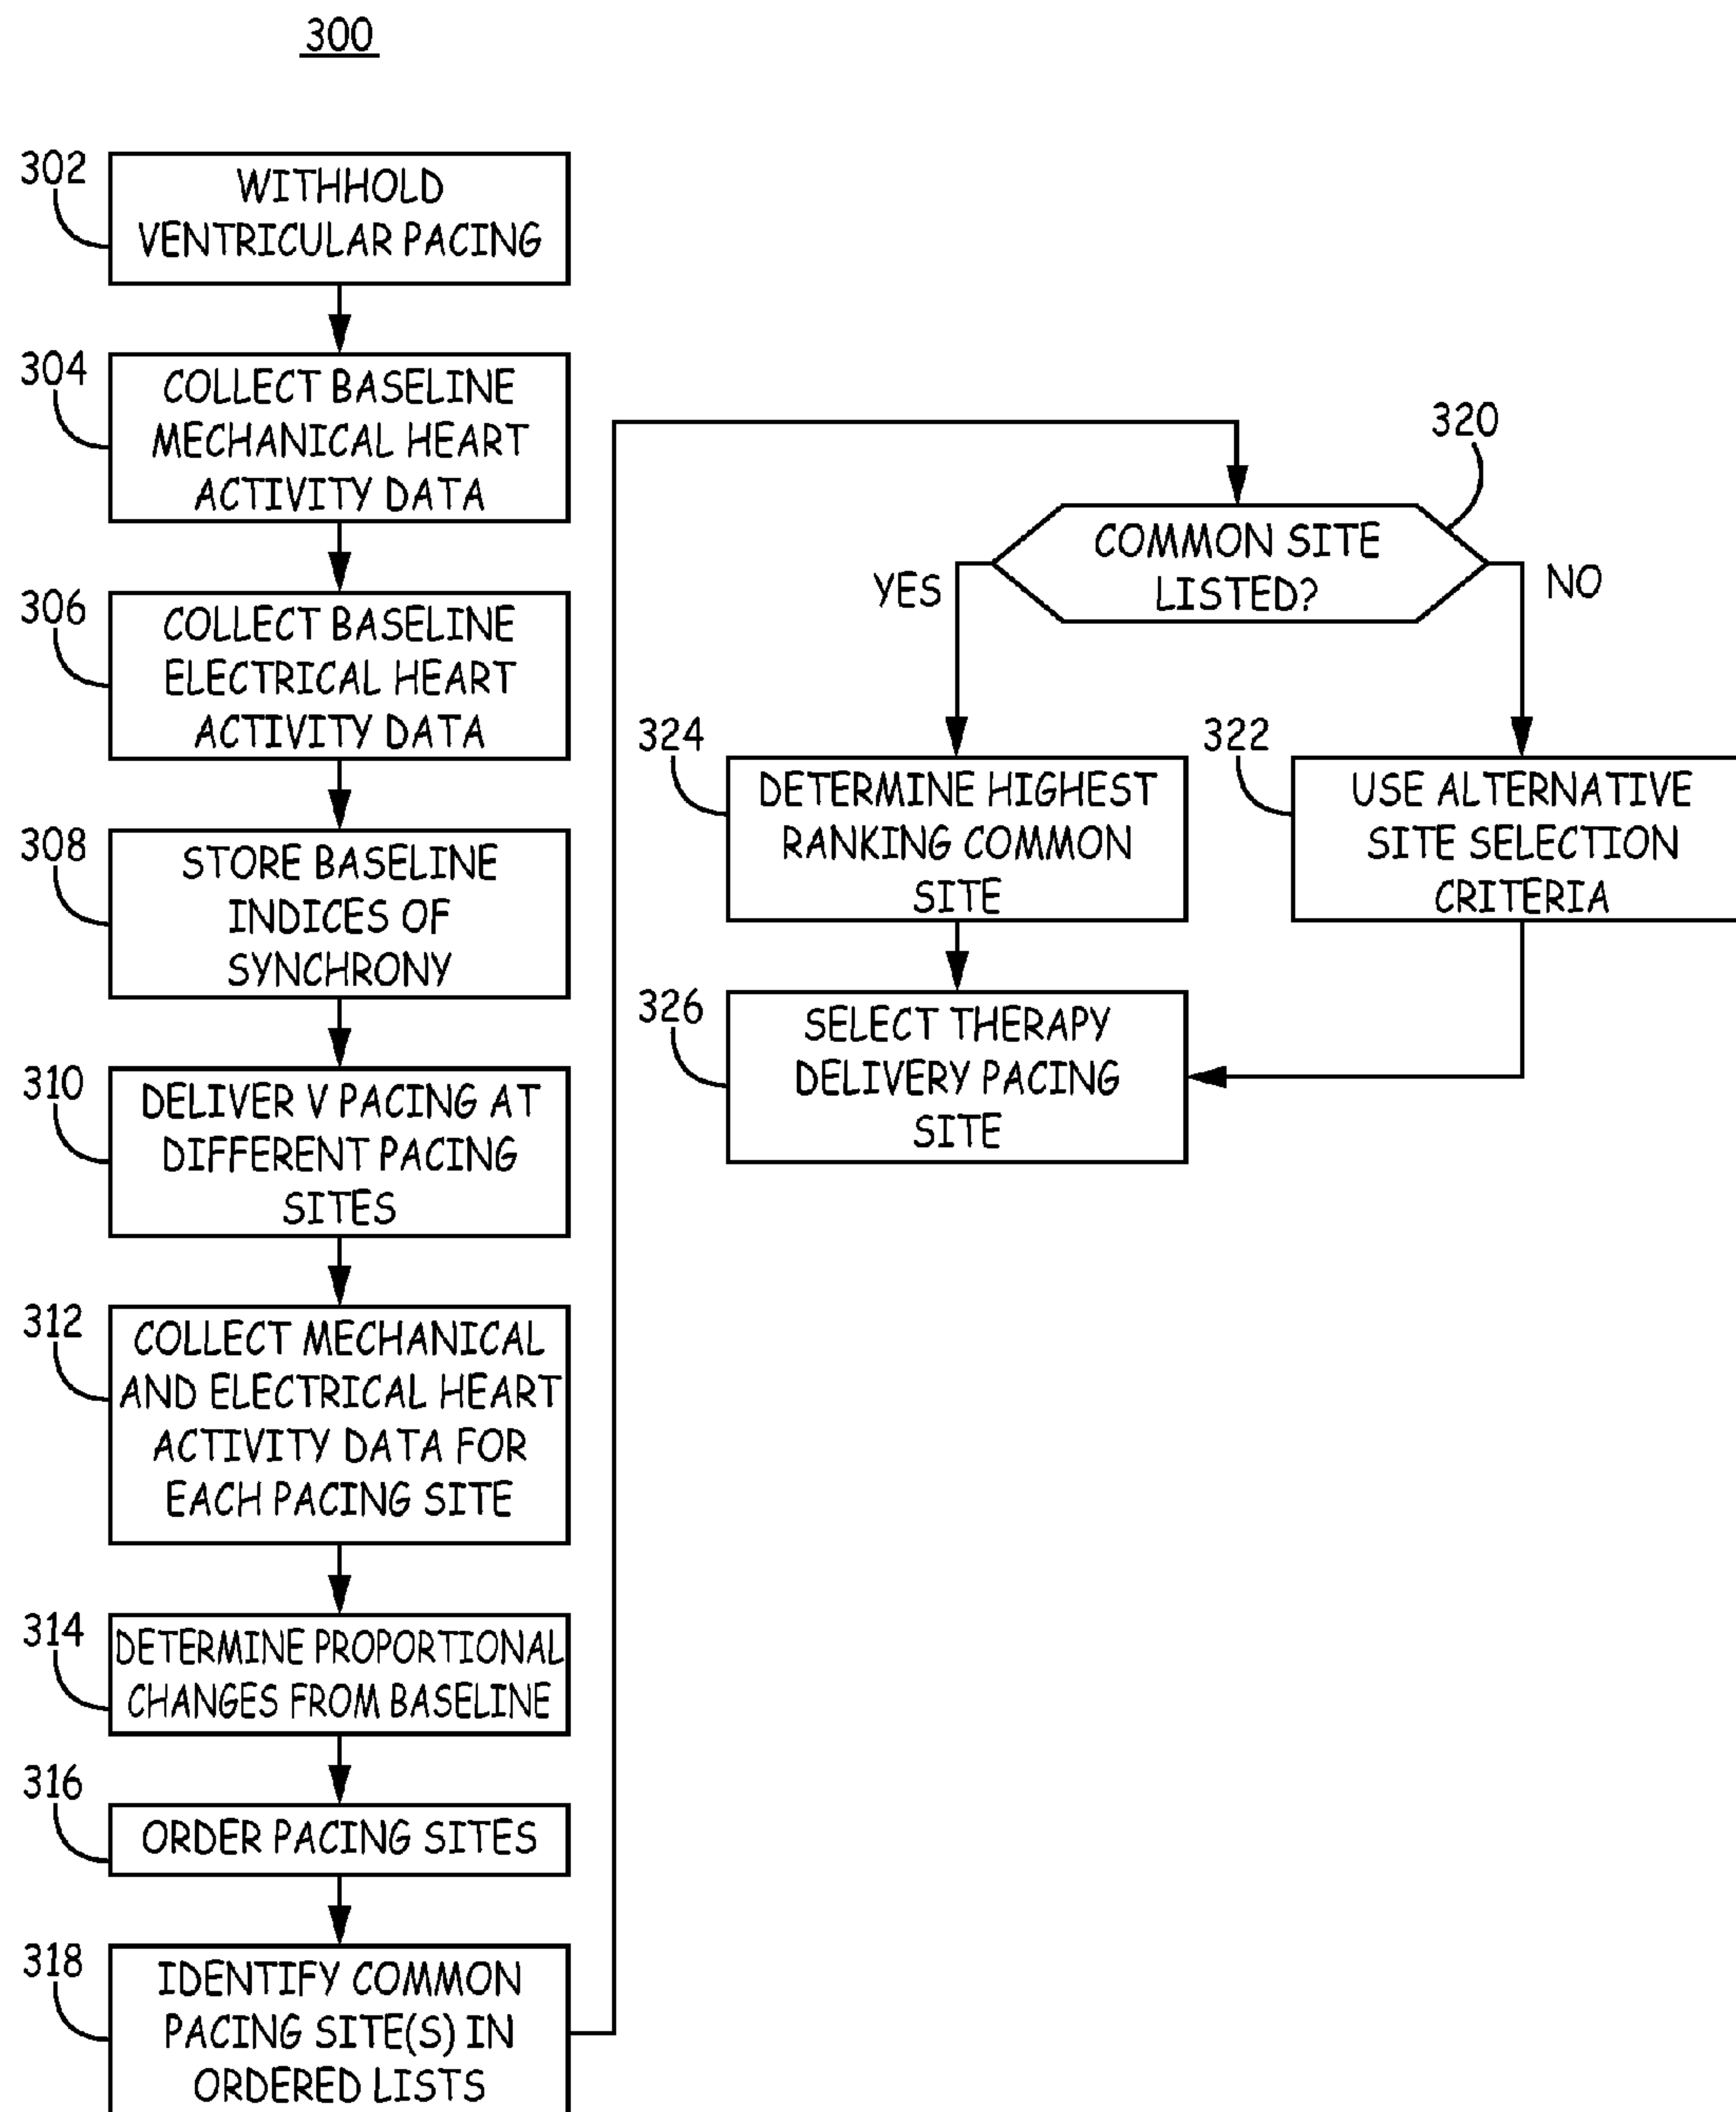 300
302
WITHHOLD
VENTRICULAR PACING
304
COLLECT BASELINE
MECHANICAL HEART
ACTIVITY DATA
306
COLLECT BASELINE
ELECTRICAL HEART
ACTIVITY DATA
308
STORE BASELINE
INDICES OF
SYNCHRONY
310
DELIVER V PACING AT
DIFFERENT PACING
SITES
312
COLLECT MECHANICAL
AND ELECTRICAL HEART
ACTIVITY DATA FOR
EACH PACING SITE
314
DETERMINE PROPORTIONAL
CHANGES FROM BASELINE
316
ORDER PACING SITES
318
IDENTIFY COMMON
PACING SITE(S) IN
ORDERED LISTS
320
COMMON SITE
LISTED?
YES
NO
324
DETERMINE HIGHEST
RANKING COMMON
SITE
322
USE ALTERNATIVE
SITE SELECTION
CRITERIA
326
SELECT THERAPY
DELIVERY PACING
SITE